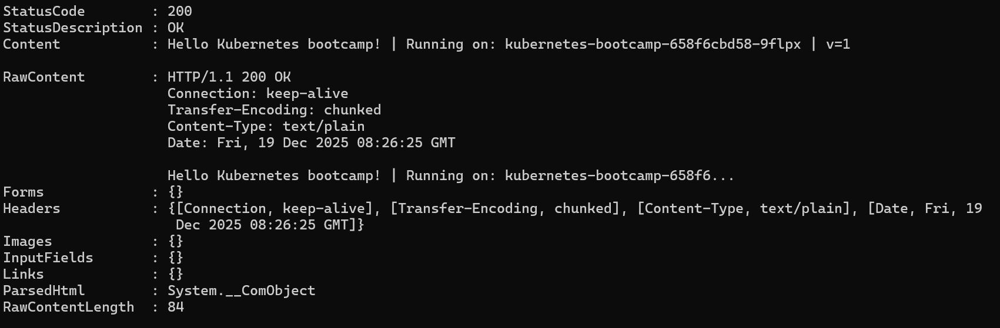 StatusCode        : 200
StatusDescription : OK
Content           : Hello Kubernetes bootcamp! | Running on: kubernetes-bootcamp-658f6cbd58-9flpx | v=1

RawContent        : HTTP/1.1 200 OK
                    Connection: keep-alive
                    Transfer-Encoding: chunked
                    Content-Type: text/plain
                    Date: Fri, 19 Dec 2025 08:26:25 GMT

                    Hello Kubernetes bootcamp! | Running on: kubernetes-bootcamp-658f6...
Forms             : {}
Headers           : {[Connection, keep-alive], [Transfer-Encoding, chunked], [Content-Type, text/plain], [Date, Fri, 19
                     Dec 2025 08:26:25 GMT]}
Images            : {}
InputFields       : {}
Links             : {}
ParsedHtml        : System.__ComObject
RawContentLength  : 84